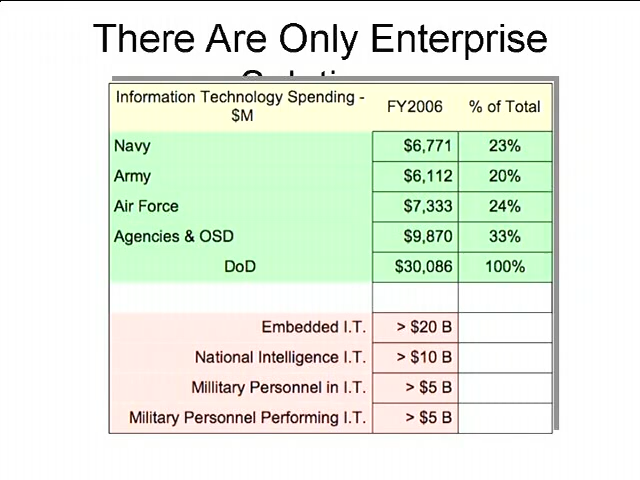 There Are Only Enterprise
Information Technology Spending - $M FY2006 % of Total
Navy $6,771 23%
Army $6,112 20%
Air Force $7,333 24%
Agencies & OSD $9,870 33%
DoD $30,086 100%
Embedded I.T. > $20 B
National Intelligence I.T. > $10 B
Millitary Personnel in I.T. > $5 B
Military Personnel Performing I.T. > $5 B